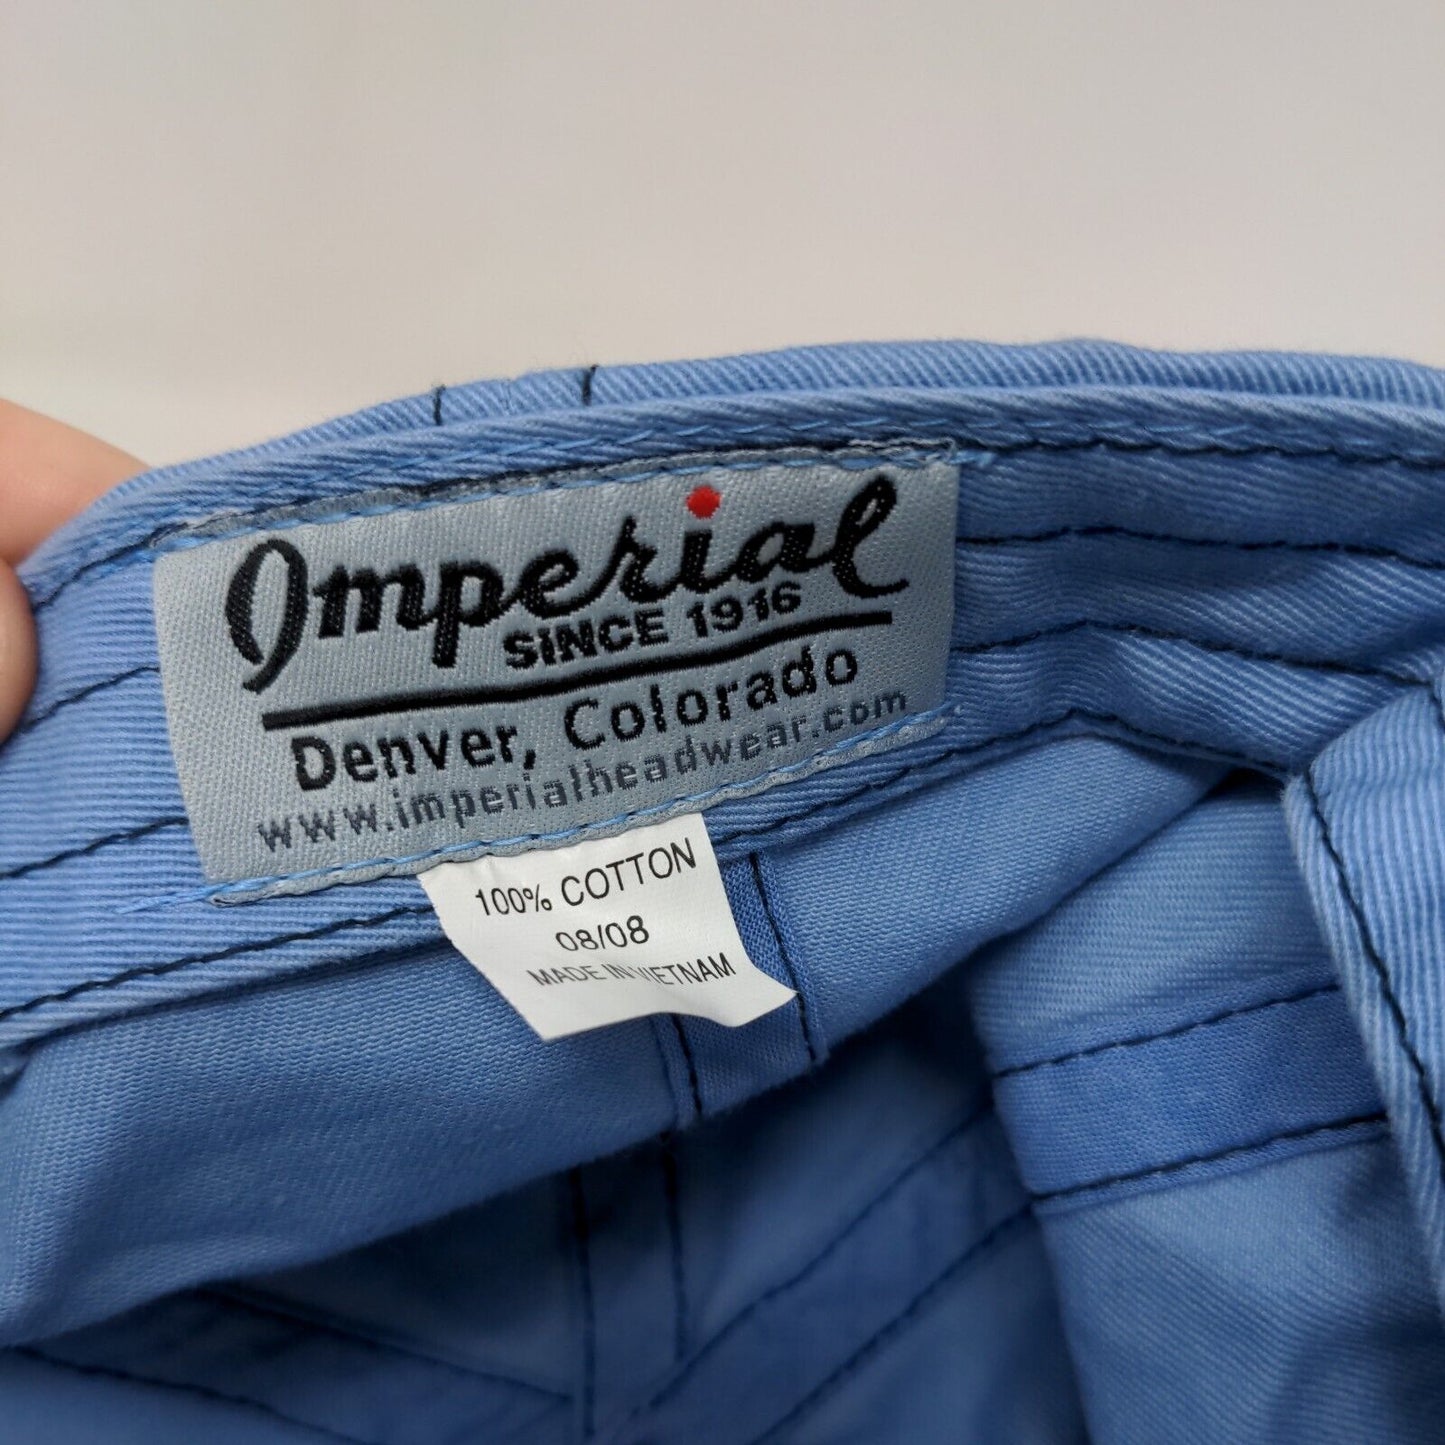 Imperial
SINCE 1916
Denver, Colorado
www.imperialheadwear.com
100% COTTON
08/08
MADE IN VIETNAM